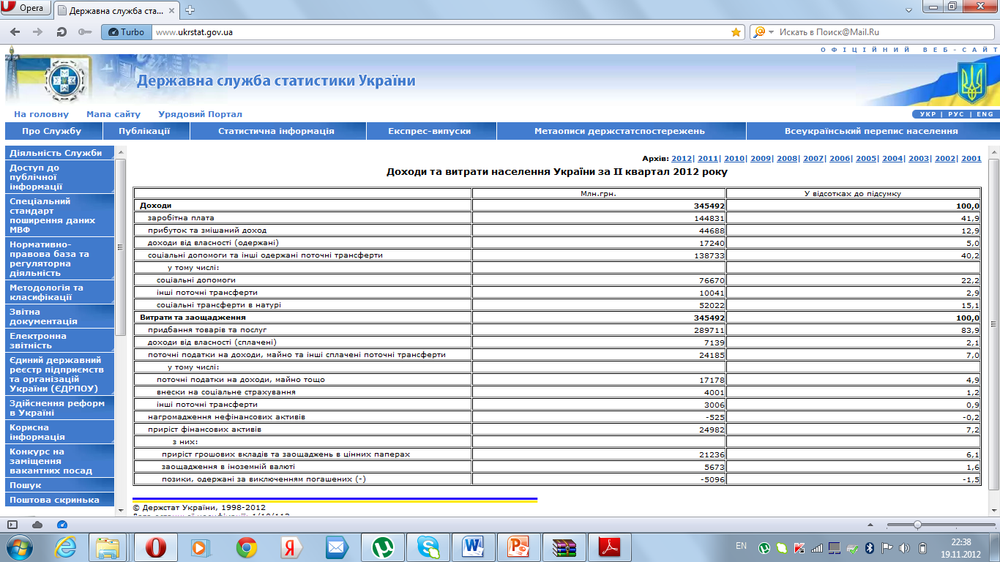 Opera
Державна служба ста...
Turbo
www.ukrstat.gov.ua
Искать в Поиск@Mail.Ru
ОФІЦІЙНИЙ ВЕБ-САЙТ
Державна служба статистики України
На головну Мапа сайту Урядовий Портал
УКР | РУС | ENG
Про Службу Публікації Статистична інформація Експрес-випуски Метаописи держстатспостережень Всеукраїнський перепис населення
Діяльність Служби
Доступ до
публічної
інформації
Спеціальний
стандарт
поширення даних
МВФ
Нормативно-
правова база та
регуляторна
діяльність
Методологія та
класифікації
Звітна
документація
Електронна
звітність
Єдиний державний
реєстр підприємств
та організацій
України (ЄДРПОУ)
Здійснення реформ
в Україні
Корисна
інформація
Конкурс на
заміщення
вакантних посад
Пошук
Поштова скринька
Архів: 2012| 2011| 2010| 2009| 2008| 2007| 2006| 2005| 2004| 2003| 2002| 2001
Доходи та витрати населення України за II квартал 2012 року
Млн.грн. У відсотках до підсумку
Доходи 345492 100,0
заробітна плата 144831 41,9
прибуток та змішаний доход 44688 12,9
доходи від власності (одержані) 17240 5,0
соціальні допомоги та інші одержані поточні трансферти 138733 40,2
у тому числі:
соціальні допомоги 76670 22,2
інші поточні трансферти 10041 2,9
соціальні трансферти в натурі 52022 15,1
Витрати та заощадження 345492 100,0
придбання товарів та послуг 289711 83,9
доходи від власності (сплачені) 7139 2,1
поточні податки на доходи, майно та інші сплачені поточні трансферти 24185 7,0
у тому числі:
поточні податки на доходи, майно тощо 17178 4,9
внески на соціальне страхування 4001 1,2
інші поточні трансферти 3006 0,9
нагромадження нефінансових активів -525 -0,2
приріст фінансових активів 24982 7,2
з них:
приріст грошових вкладів та заощаджень в цінних паперах 21236 6,1
заощадження в іноземній валюті 5673 1,6
позики, одержані за виключенням погашених (-) -5096 -1,5
© Держстат України, 1998-2012
EN
22:38
19.11.2012